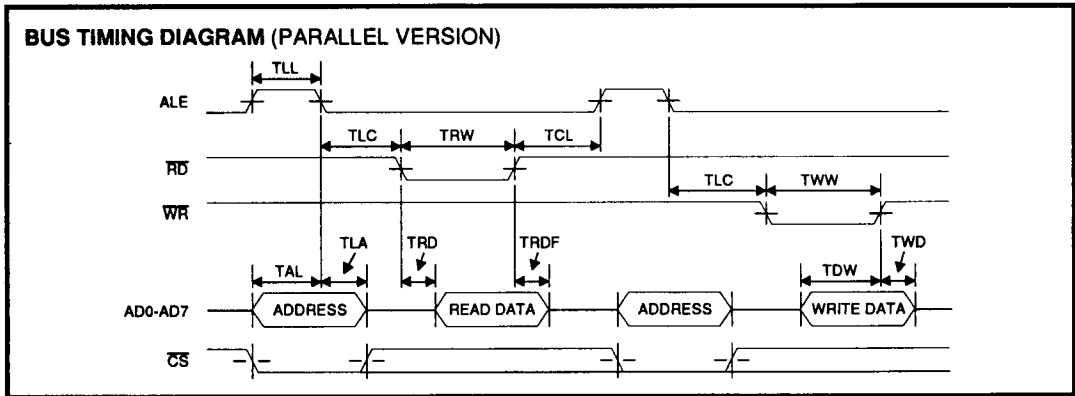 BUS TIMING DIAGRAM (PARALLEL VERSION)
TLL
ALE
TLC TRW TCL
RD
TLC TWW
WR
TLA TRD TRDF TWD
TAL TDW
AD0-AD7 ADDRESS READ DATA ADDRESS WRITE DATA
CS